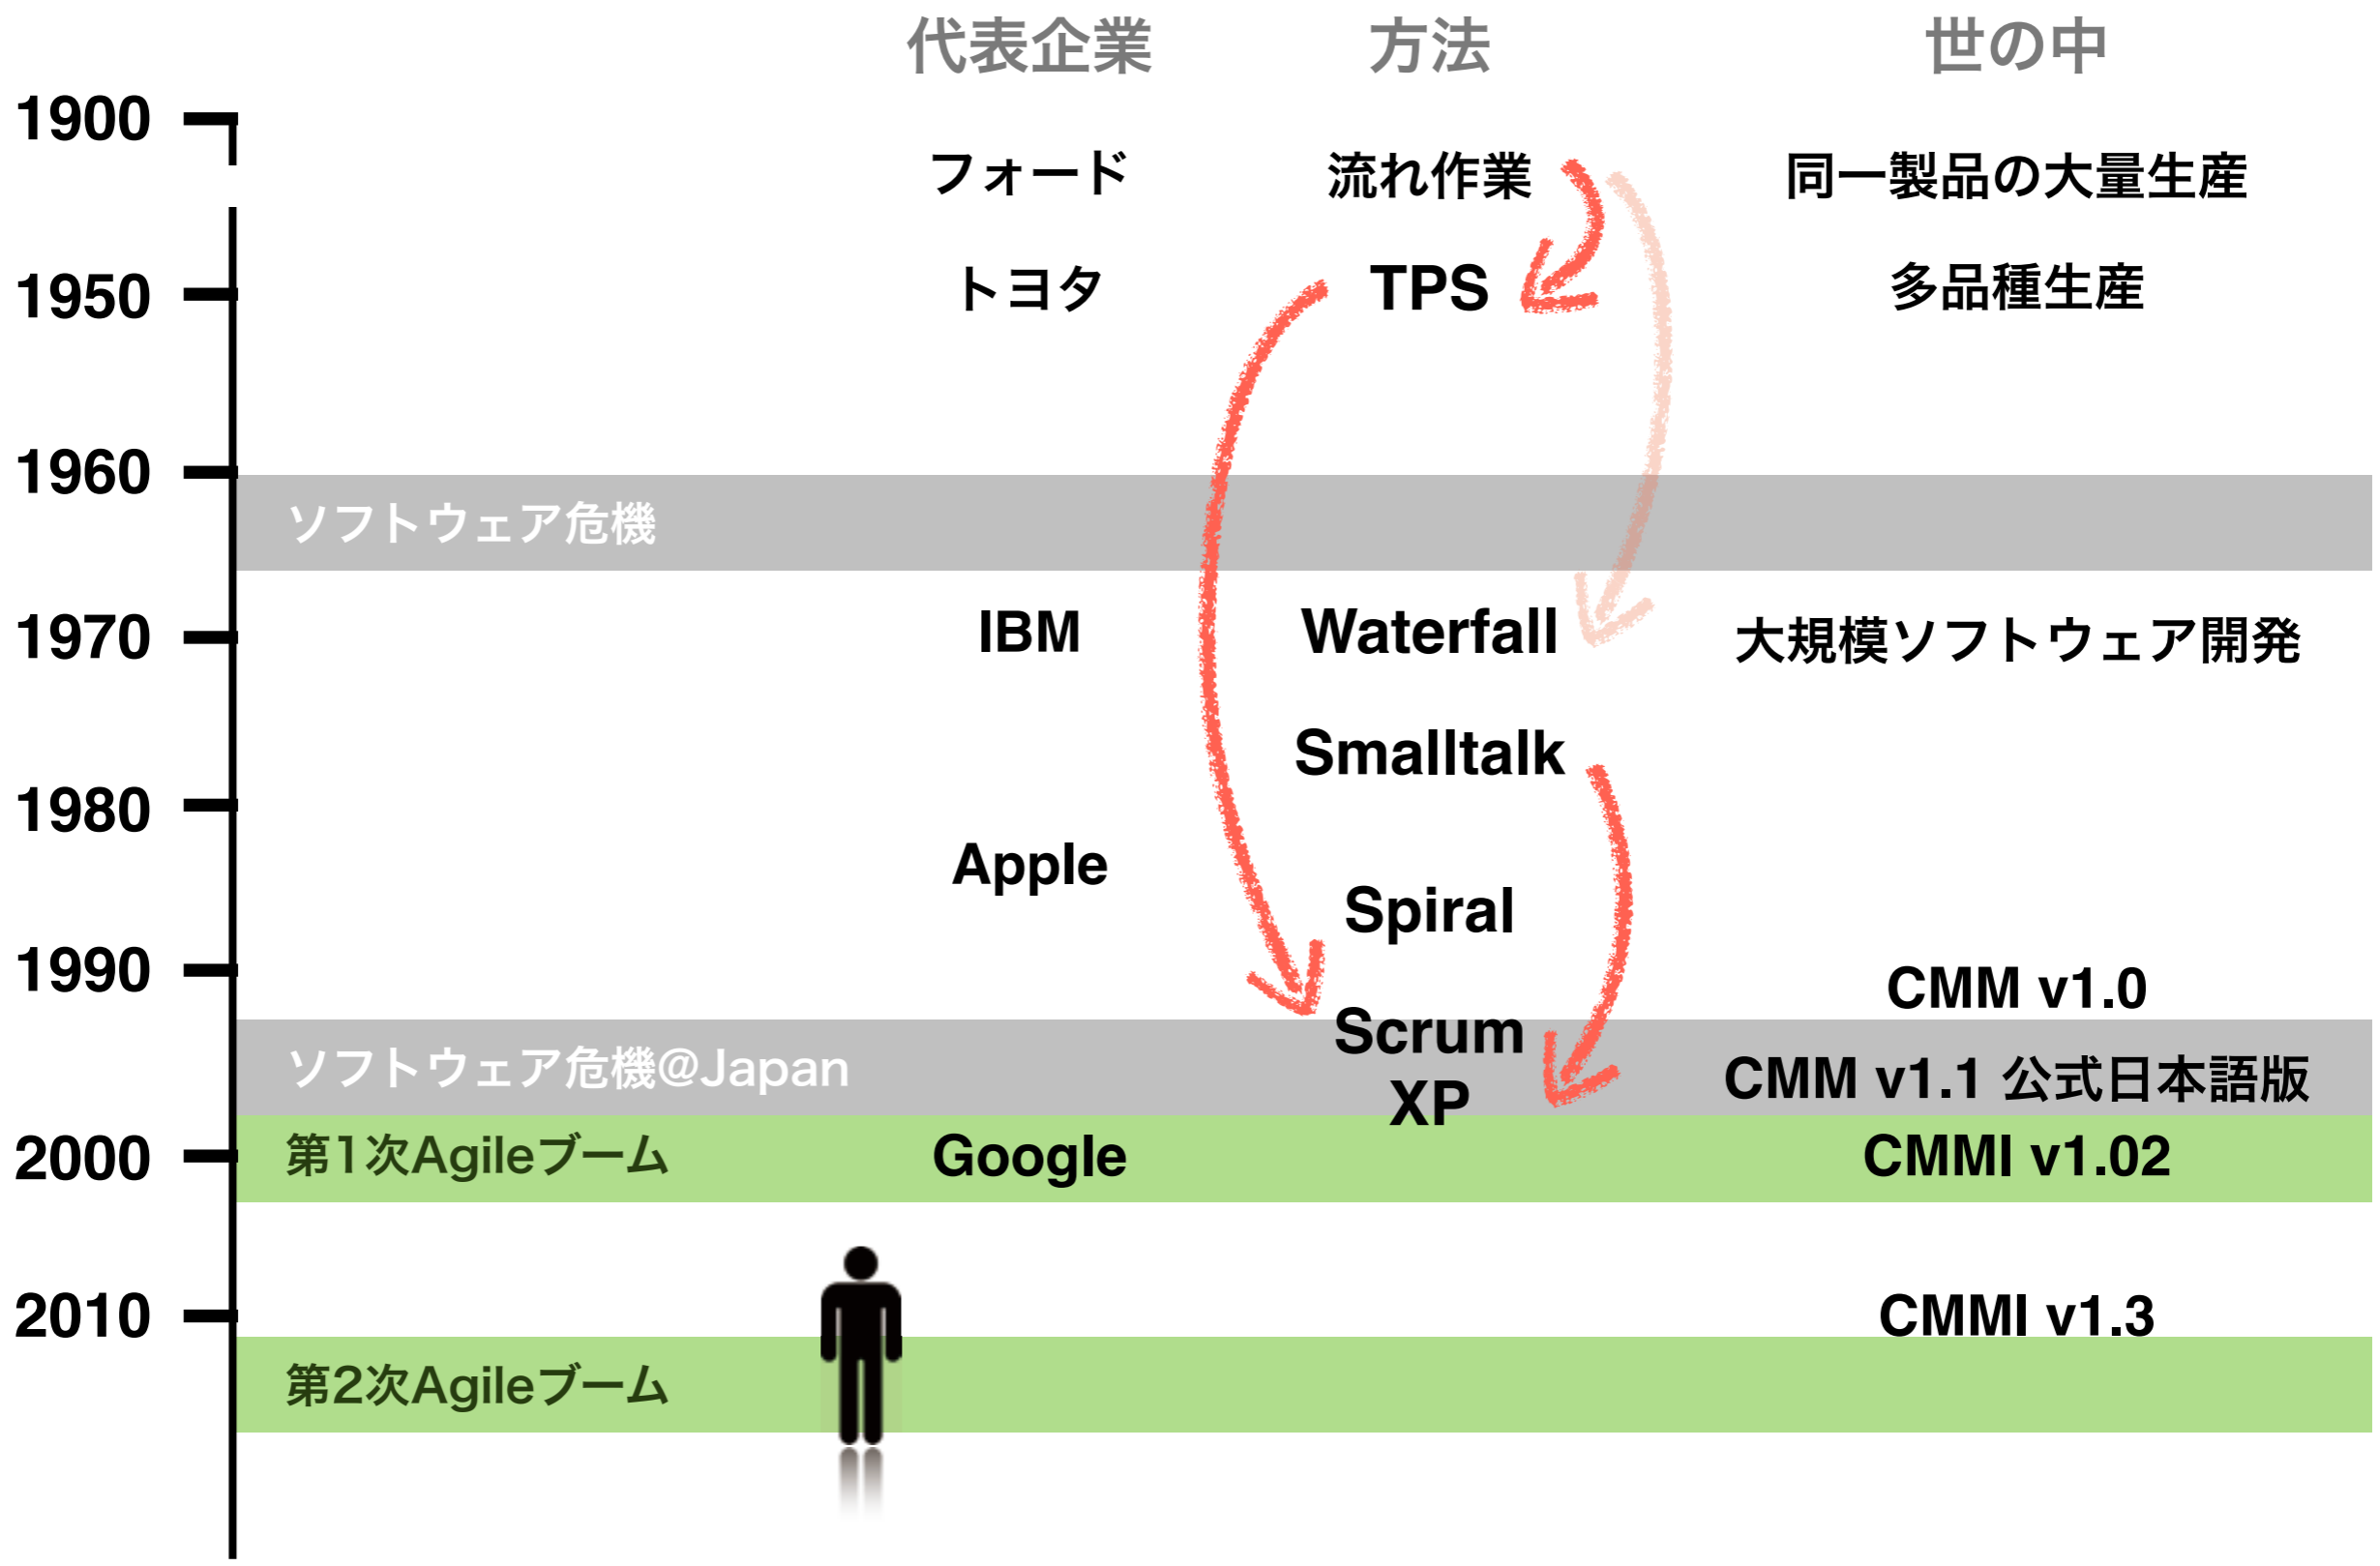 代表企業 方法 世の中
1900
フォード 流れ作業 同一製品の大量生産
1950 トヨタ TPS 多品種生産
1960
ソフトウェア危機
1970 IBM Waterfall 大規模ソフトウェア開発
Smalltalk
1980
Apple
Spiral
1990 CMM v1.0
Scrum
ソフトウェア危機@Japan CMM v1.1 公式日本語版
XP
2000 第1次Agileブーム Google CMMI v1.02
2010 CMMI v1.3
第2次Agileブーム